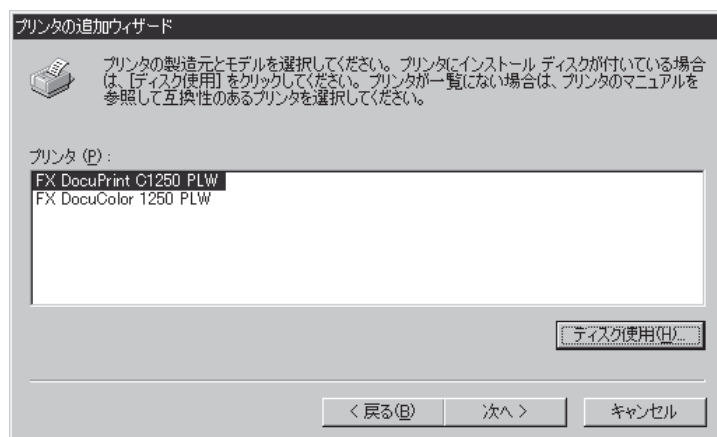 プリンタの追加ウィザード
プリンタの製造元とモデルを選択してください。プリンタにインストール ディスクが付いている場合
は、[ディスク使用] をクリックしてください。プリンタが一覧にない場合は、プリンタのマニュアルを
参照して互換性のあるプリンタを選択してください。
プリンタ (P) :
FX DocuPrint C1250 PLW
FX DocuColor 1250 PLW
ディスク使用(H)...
< 戻る(B) 次へ > キャンセル